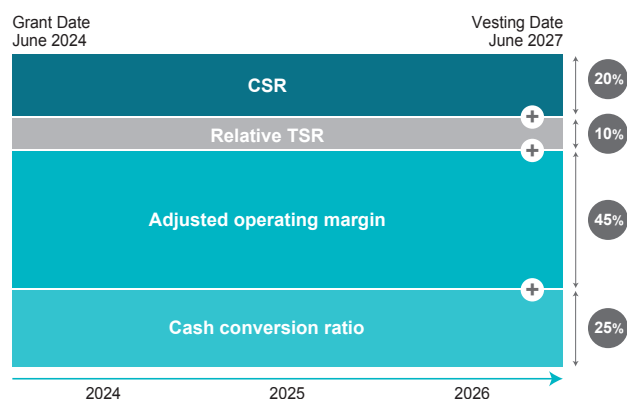 Grant Date
June 2024
Vesting Date
June 2027
CSR
20%
+
Relative TSR
10%
+
Adjusted operating margin
45%
+
Cash conversion ratio
25%
2024
2025
2026